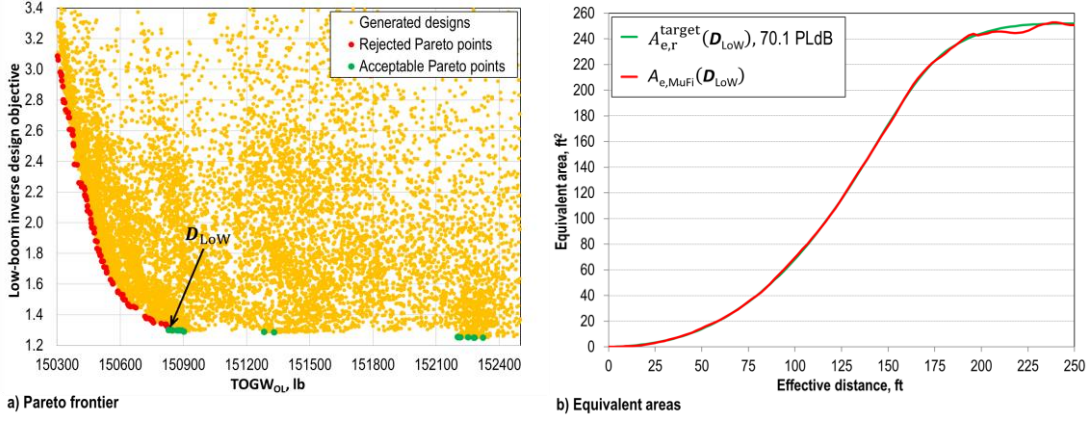 3.4
3.2
3.0
2.8
2.6
2.4
2.2
2.0
1.8
1.6
1.4
1.2
Low-boom inverse design objective
Generated designs
Rejected Pareto points
Acceptable Pareto points
D_LoW
150300 150600 150900 151200 151500 151800 152100 152400
TOGW_OL, lb
a) Pareto frontier
260
240
220
200
180
160
140
120
100
80
60
40
20
0
Equivalent area, ft²
A_e,r^target(D_LoW), 70.1 PLdB
A_e,MuFi(D_LoW)
0 25 50 75 100 125 150 175 200 225 250
Effective distance, ft
b) Equivalent areas